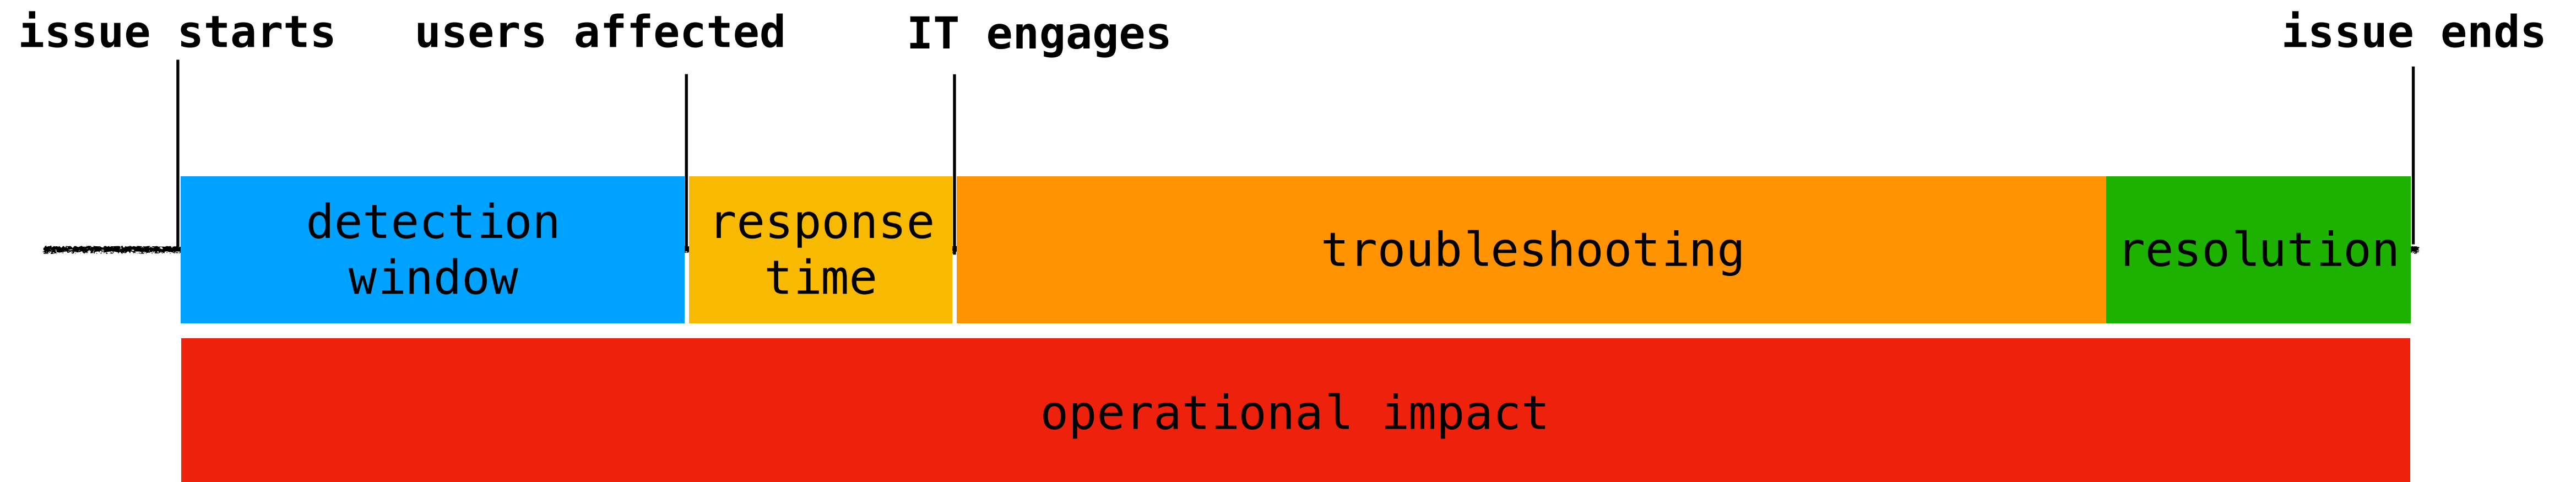 issue starts
users affected
IT engages
issue ends
detection
window
response
time
troubleshooting
resolution
operational impact